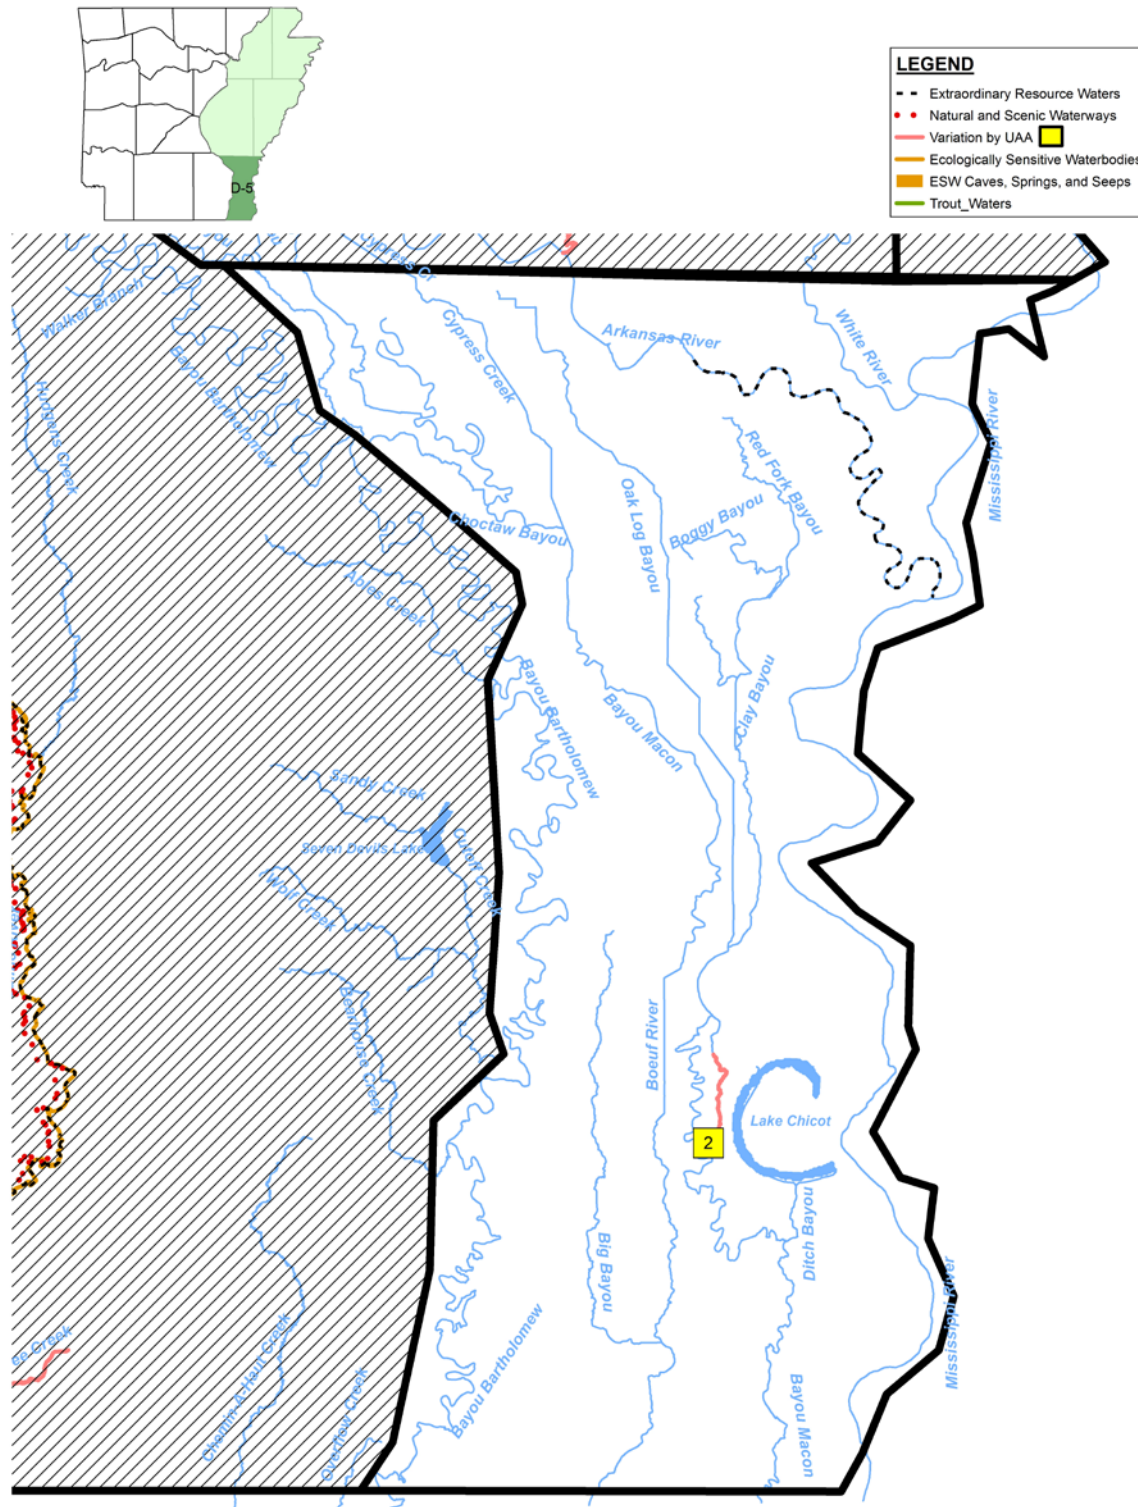 D-5
LEGEND
Extraordinary Resource Waters
Natural and Scenic Waterways
Variation by UAA
Ecologically Sensitive Waterbodies
ESW Caves, Springs, and Seeps
Trout_Waters
Cypress Cr
Walker Branch
Hudgens Creek
Bayou Bartholomew
Cypress Creek
Arkansas River
White River
Mississippi River
Red Fork Bayou
Oak Log Bayou
Boggy Bayou
Choctaw Bayou
Ables Creek
Bayou Bartholomew
Bayou Macon
Clay Bayou
Sandy Creek
Seven Devils Lake
Cutoff Creek
Wolf Creek
Beakhouse Creek
Boeuf River
Lake Chicot
2
Ditch Bayou
Big Bayou
Mississippi River
ee Creek
Chemin-A-Haut Creek
Overflow Creek
Bayou Bartholomew
Bayou Macon